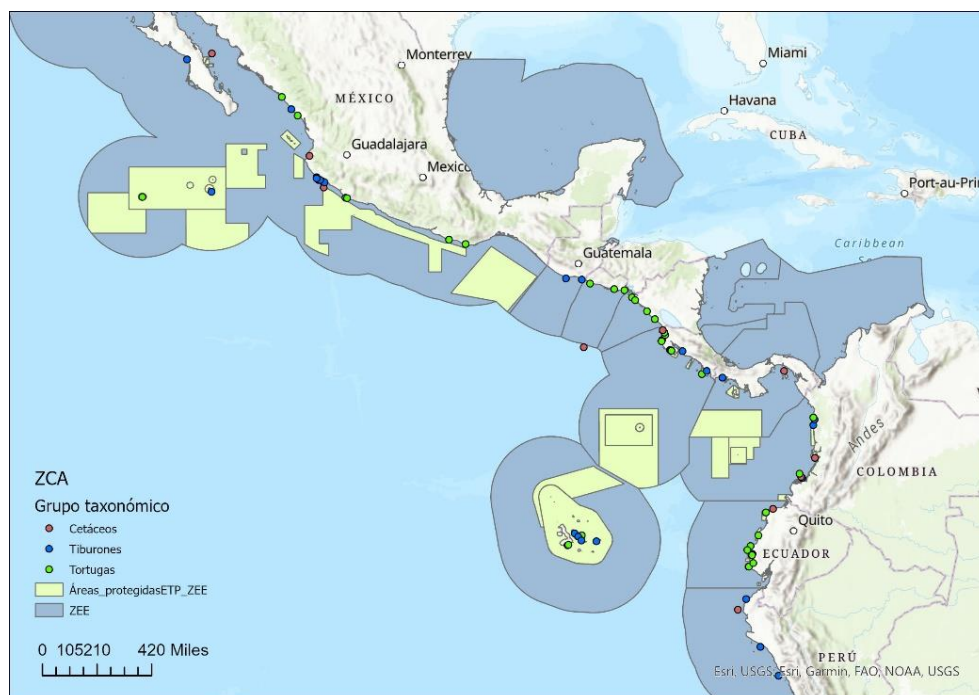 Monterrey
Miami
MÉXICO
Havana
CUBA
Guadalajara
Mexico
Port-au-Prin
Caribbean
Guatemala
Andes
COLOMBIA
Quito
ECUADOR
PERÚ
ZCA
Grupo taxonómico
Cetáceos
Tiburones
Tortugas
Áreas_protegidasETP_ZEE
ZEE
0 105210 420 Miles
Esri, USGS, Esri, Garmin, FAO, NOAA, USGS